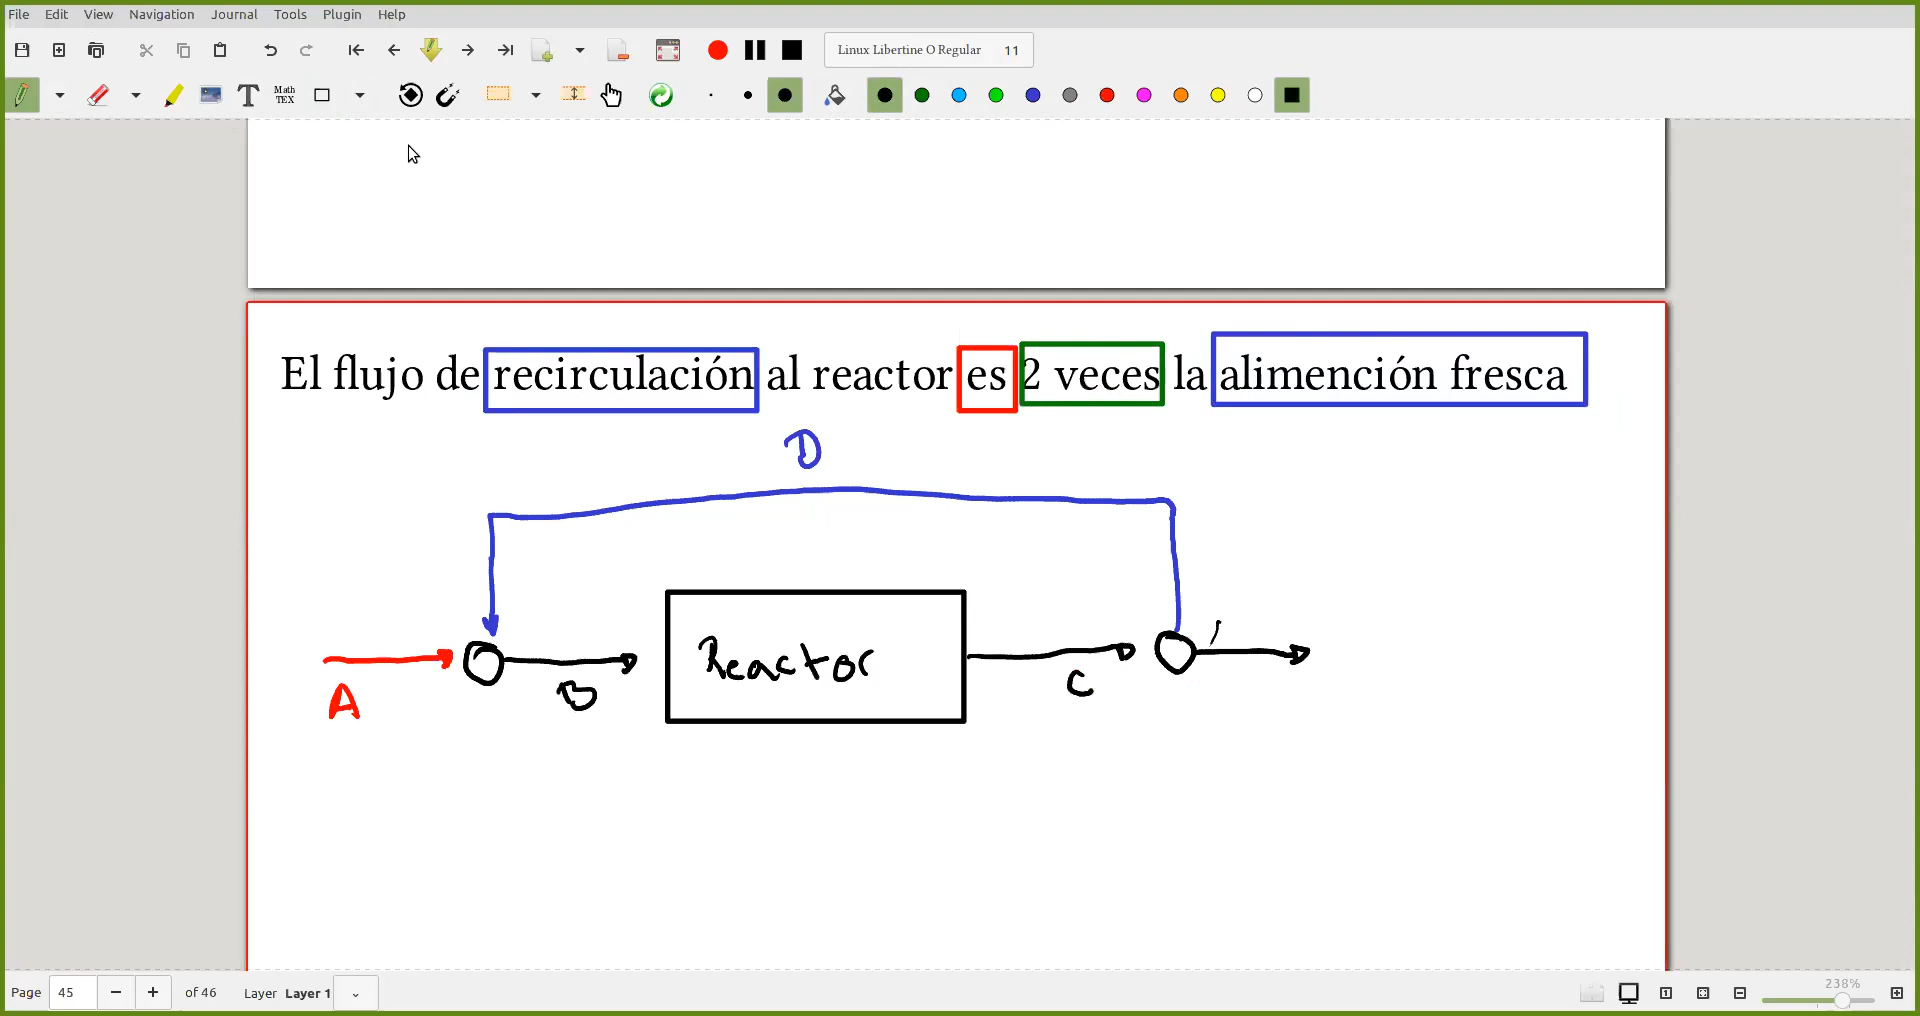 File Edit View Navigation Journal Tools Plugin Help
Linux Libertine O Regular 11
Math TEX
El flujo de recirculación al reactor es 2 veces la alimención fresca
D
Reactor
A
B
C
238%
Page 45 of 46 Layer Layer 1